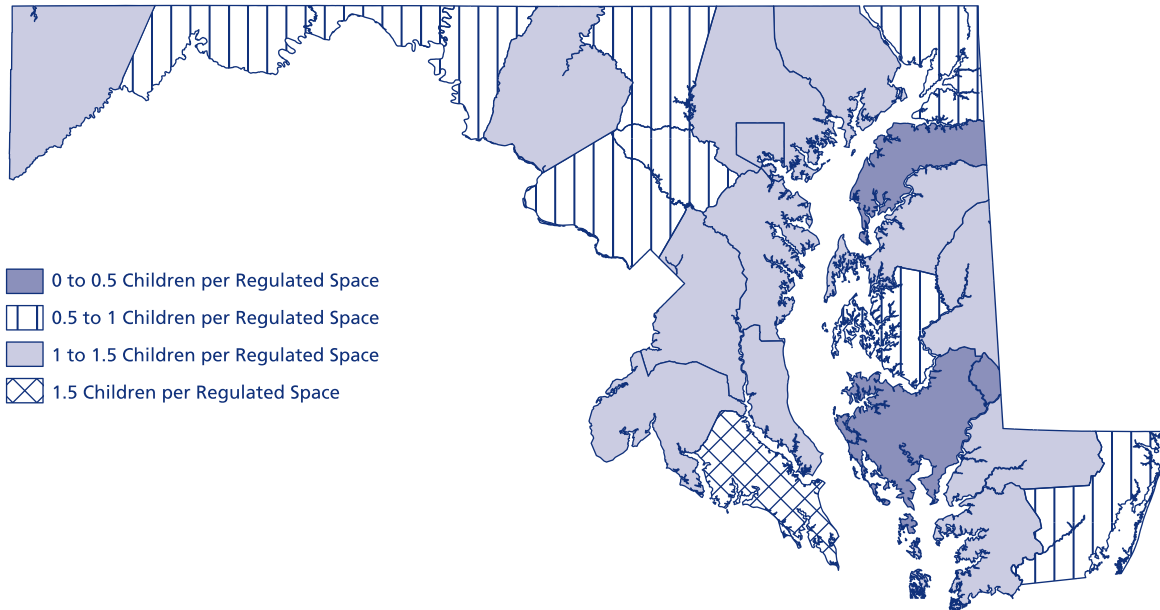 0 to 0.5 Children per Regulated Space
0.5 to 1 Children per Regulated Space
1 to 1.5 Children per Regulated Space
1.5 Children per Regulated Space